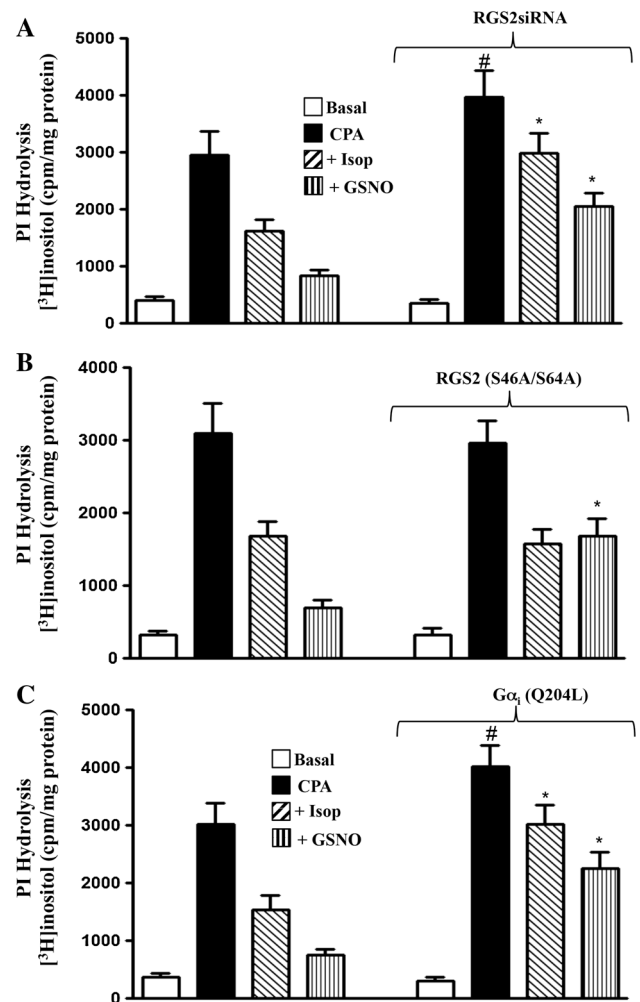 A
PI Hydrolysis
[³H]inositol (cpm/mg protein)
5000
4000
3000
2000
1000
0
Basal
CPA
+ Isop
+ GSNO
RGS2siRNA
#
*
*
B
PI Hydrolysis
[³H]inositol (cpm/mg protein)
4000
3000
2000
1000
0
RGS2 (S46A/S64A)
*
C
PI Hydrolysis
[³H]inositol (cpm/mg protein)
5000
4000
3000
2000
1000
0
Basal
CPA
+ Isop
+ GSNO
Gαᵢ (Q204L)
#
*
*